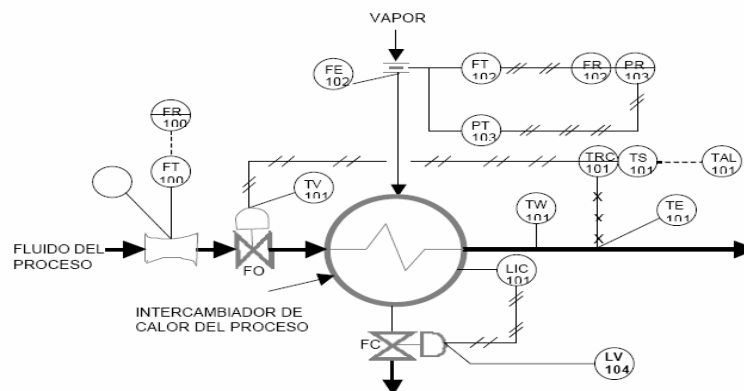 VAPOR
FE
102
FT
102
FR
102
PR
103
FR
100
PT
103
FT
100
TRC
101
TS
101
TAL
101
TV
101
TW
101
TE
101
FLUIDO DEL
PROCESO
FO
LIC
101
INTERCAMBIADOR DE
CALOR DEL PROCESO
FC
LV
104